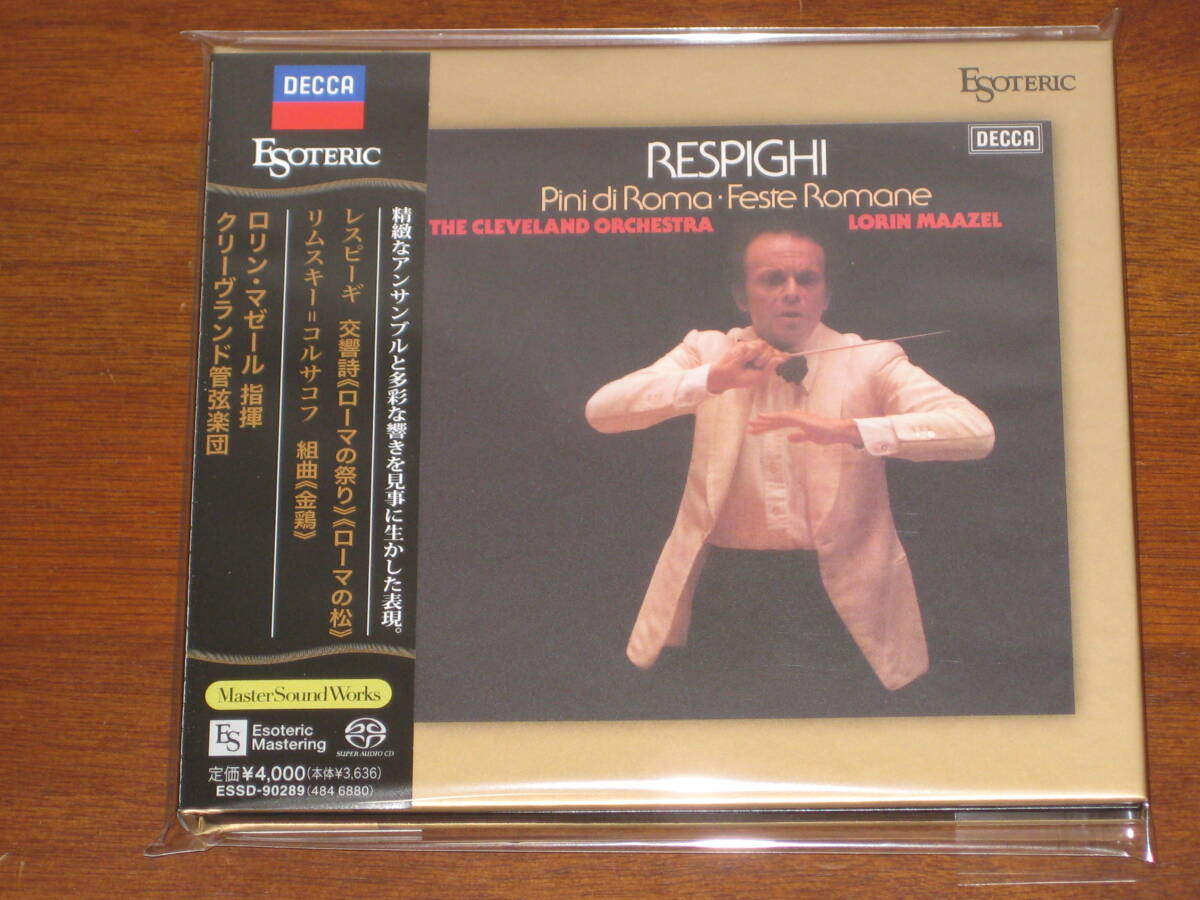 DECCA
ESOTERIC
精緻なアンサンブルと多彩な響きを見事に生かした表現。
レスピーギ 交響詩《ローマの祭り》《ローマの松》
リムスキー=コルサコフ 組曲《金鶏》
ロリン・マゼール 指揮
クリーヴランド管弦楽団
MasterSoundWorks
ES Esoteric
Mastering
SUPER AUDIO CD
定価¥4,000(本体¥3,636)
ESSD-90289(484 6880)
ESOTERIC
DECCA
RESPIGHI
Pini di Roma · Feste Romane
THE CLEVELAND ORCHESTRA LORIN MAAZEL